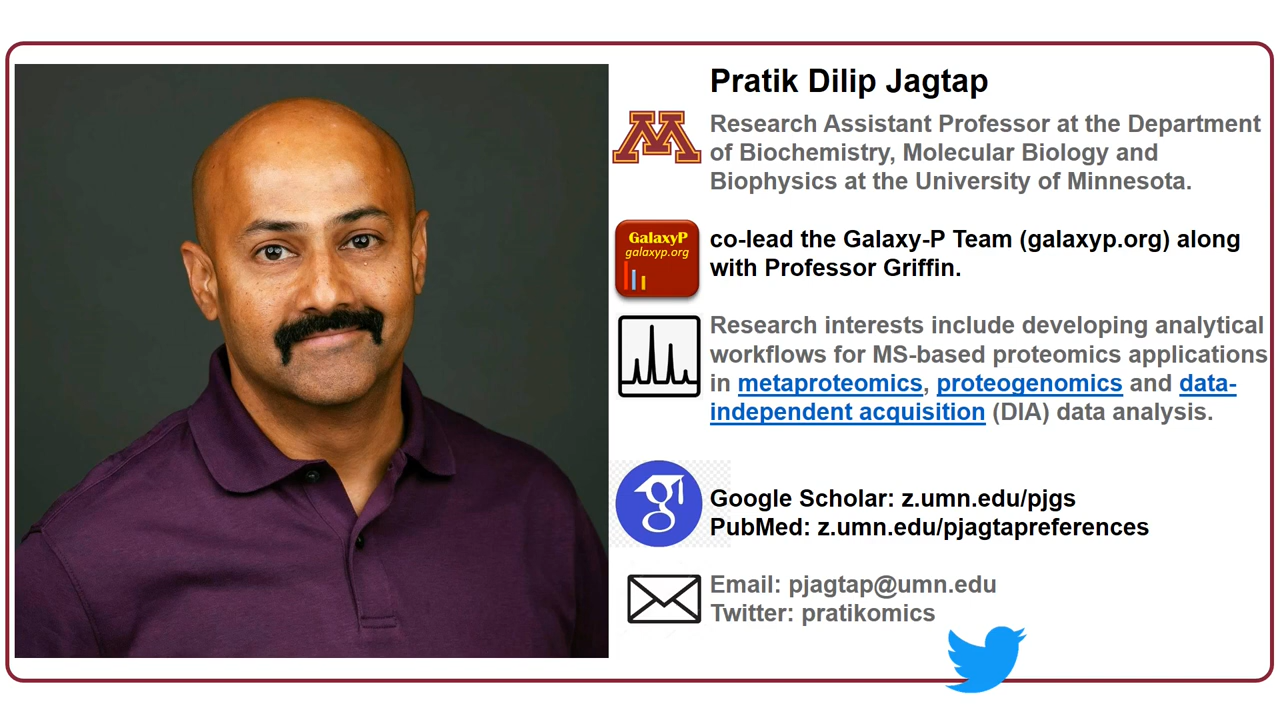 Pratik Dilip Jagtap
Research Assistant Professor at the Department
of Biochemistry, Molecular Biology and
Biophysics at the University of Minnesota.
GalaxyP
galaxyp.org
co-lead the Galaxy-P Team (galaxyp.org) along
with Professor Griffin.
Research interests include developing analytical
workflows for MS-based proteomics applications
in metaproteomics, proteogenomics and data-
independent acquisition (DIA) data analysis.
Google Scholar: z.umn.edu/pjgs
PubMed: z.umn.edu/pjagtapreferences
Email: pjagtap@umn.edu
Twitter: pratikomics